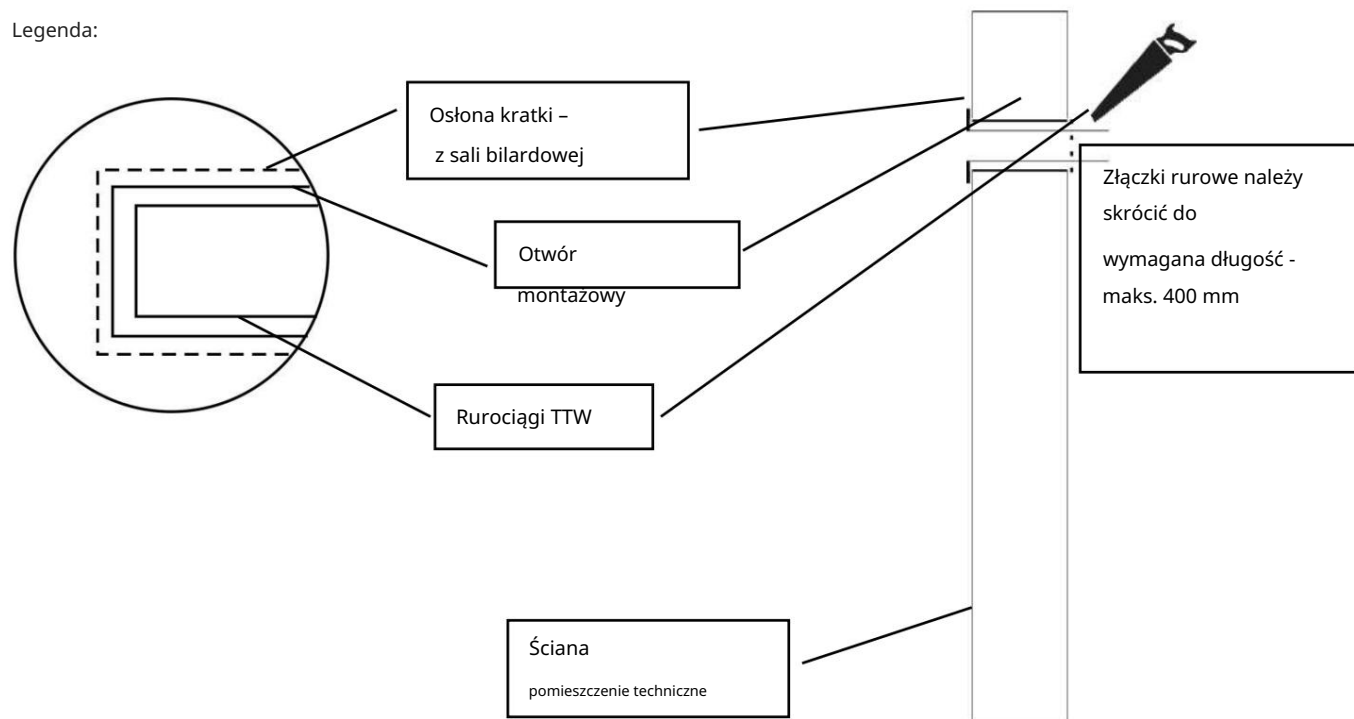 Legenda:
Osłona kratki –
z sali bilardowej
Złączki rurowe należy
skrócić do
wymagana długość -
maks. 400 mm
Otwór
montażowy
Rurociągi TTW
Ściana
pomieszczenie techniczne